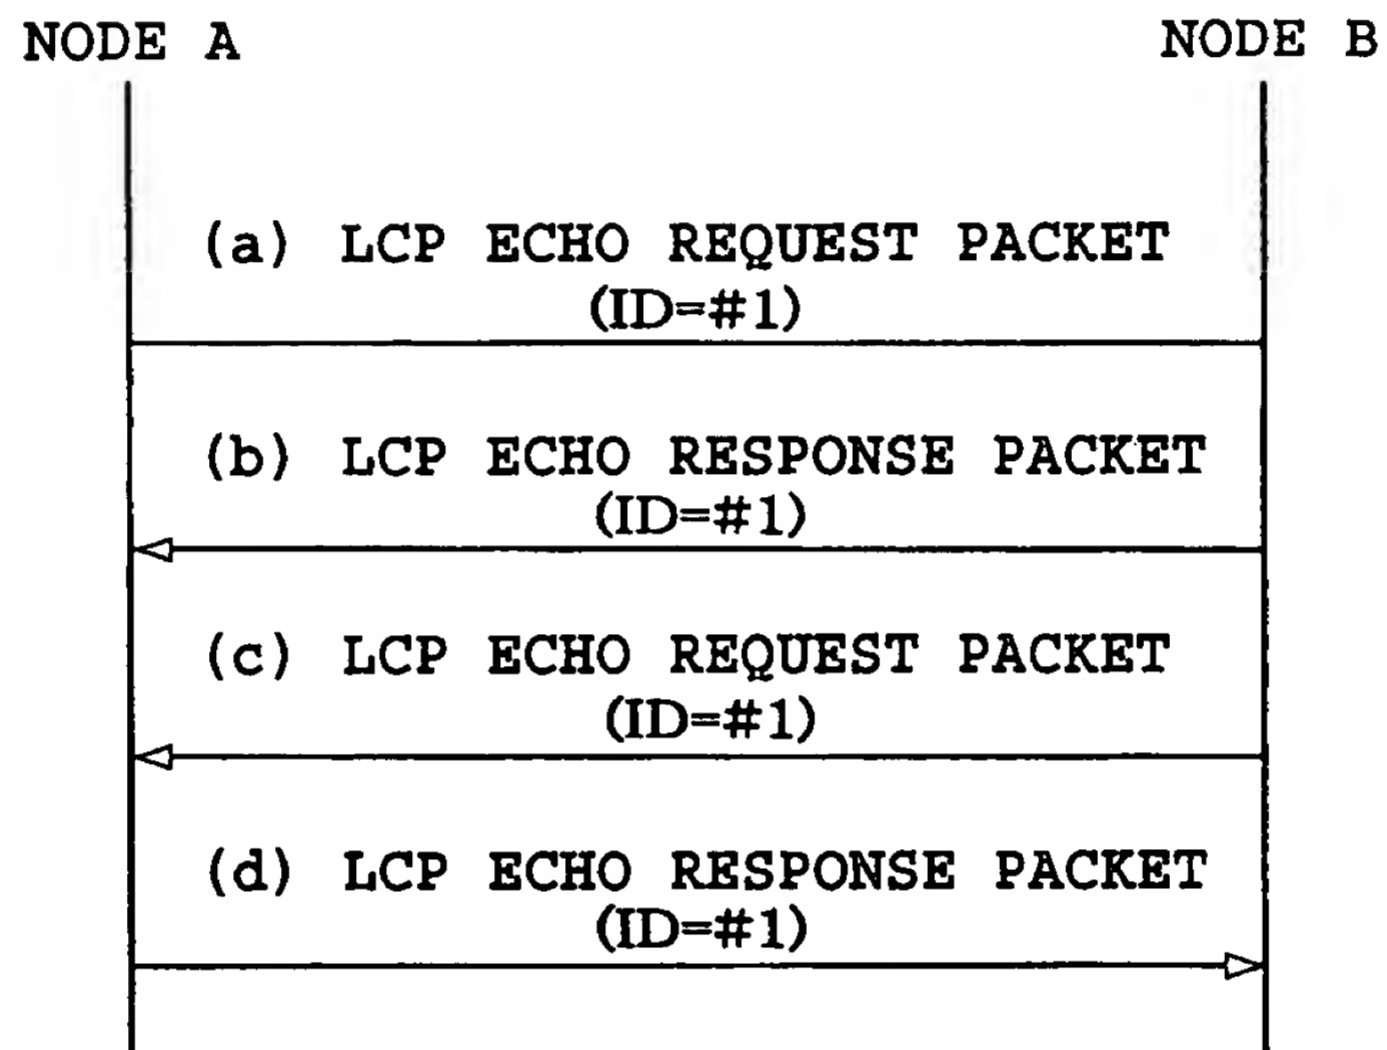 NODE A NODE B
(a) LCP ECHO REQUEST PACKET
(ID=#1)
(b) LCP ECHO RESPONSE PACKET
(ID=#1)
(c) LCP ECHO REQUEST PACKET
(ID=#1)
(d) LCP ECHO RESPONSE PACKET
(ID=#1)